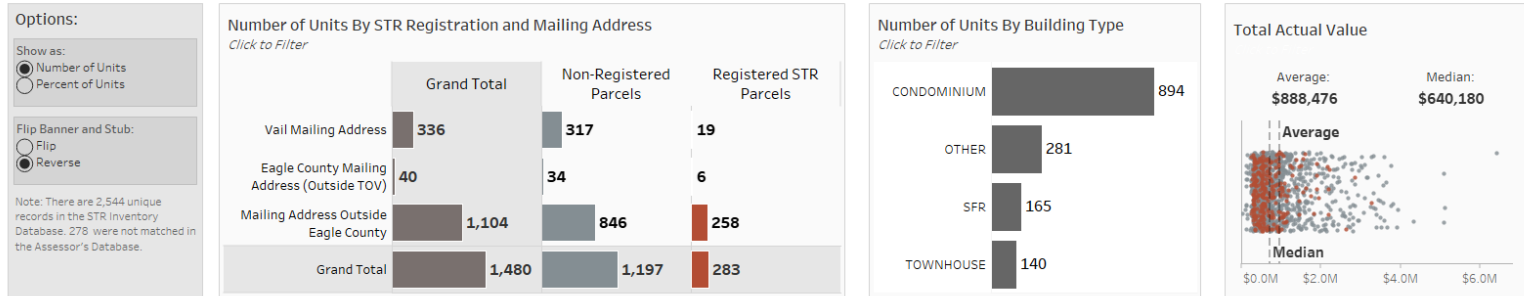 Options:
Show as:
Number of Units
Percent of Units
Flip Banner and Stub:
Flip
Reverse
Note: There are 2,544 unique
records in the STR Inventory
Database. 278 were not matched in
the Assessor's Database.
Number of Units By STR Registration and Mailing Address
Click to Filter
Grand Total
Non-Registered
Parcels
Registered STR
Parcels
Vail Mailing Address 336 317 19
Eagle County Mailing
Address (Outside TOV) 40 34 6
Mailing Address Outside
Eagle County 1,104 846 258
Grand Total 1,480 1,197 283
Number of Units By Building Type
Click to Filter
CONDOMINIUM 894
OTHER 281
SFR 165
TOWNHOUSE 140
Total Actual Value
Average: Median:
$888,476 $640,180
Average
Median
$0.0M $2.0M $4.0M $6.0M